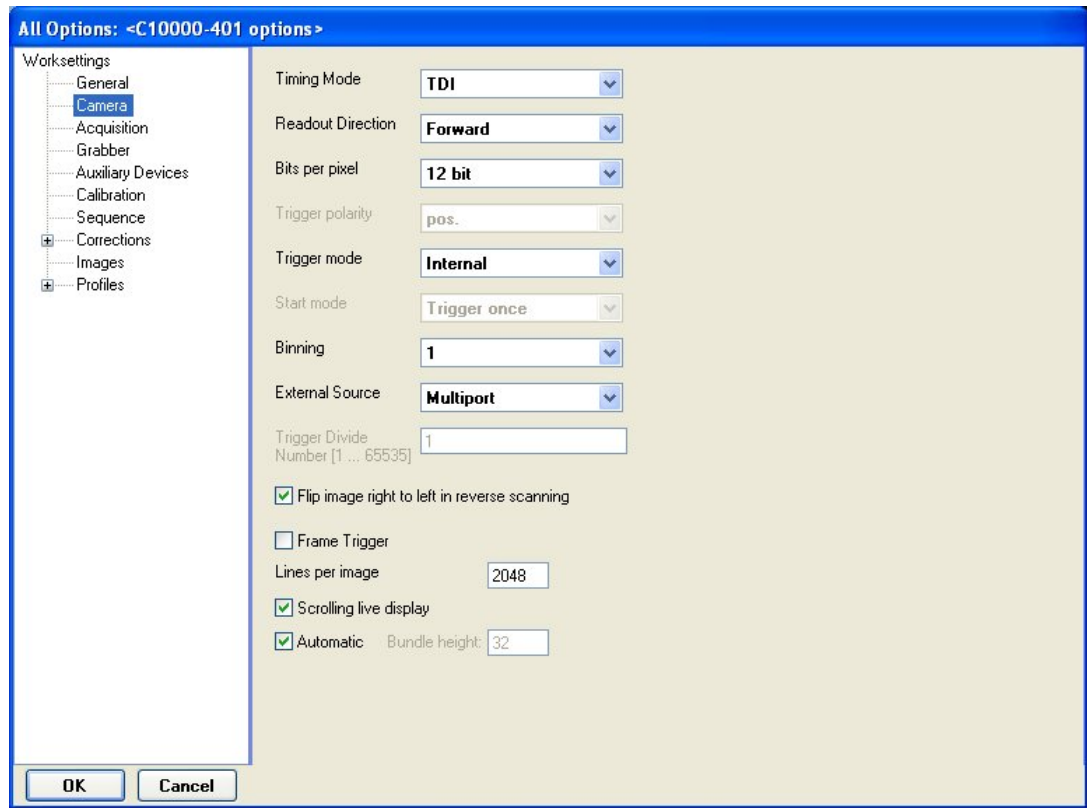 All Options: <C10000-401 options>
Worksettings
General
Camera
Acquisition
Grabber
Auxiliary Devices
Calibration
Sequence
Corrections
Images
Profiles
Timing Mode TDI
Readout Direction Forward
Bits per pixel 12 bit
Trigger polarity pos.
Trigger mode Internal
Start mode Trigger once
Binning 1
External Source Multiport
Trigger Divide
Number [1 ... 65535] 1
Flip image right to left in reverse scanning
Frame Trigger
Lines per image 2048
Scrolling live display
Automatic Bundle height: 32
OK Cancel